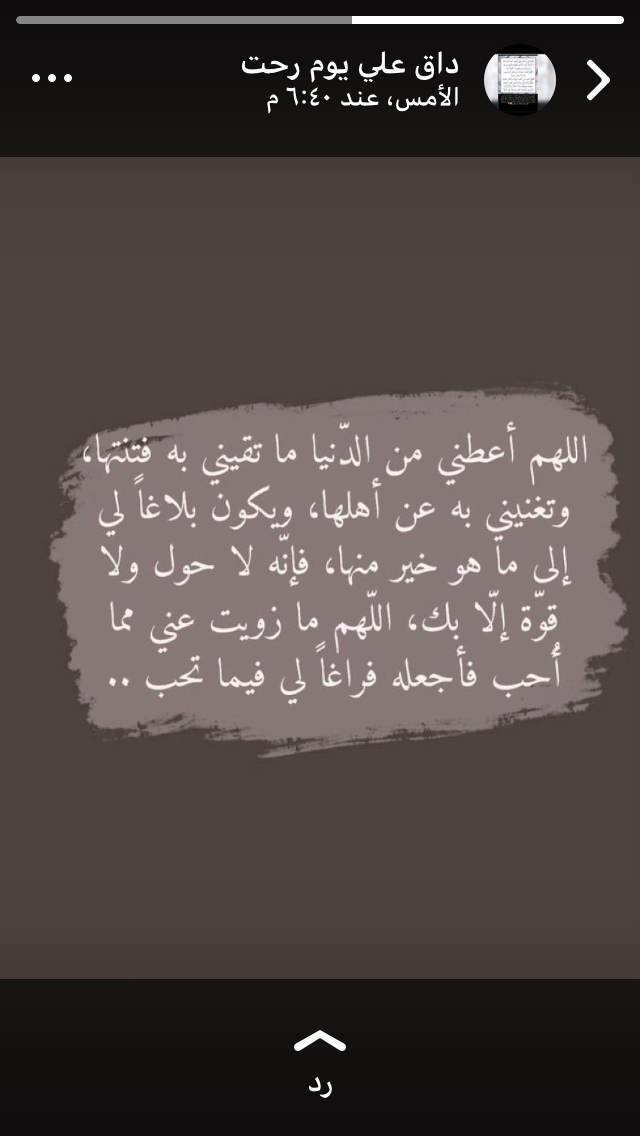 داق علي يوم رحت
الأمس، عند ٦:٤٠ م
اللهم أعطني من الدّنيا ما تقيني به فتنتها،
وتغنيني به عن أهلها، ويكون بلاغاً لي
إلى ما هو خير منها، فإنّه لا حول ولا
قوّة إلّا بك، اللّهم ما زويت عني مما
أُحب فأجعله فراغاً لي فيما تحب ..
رد